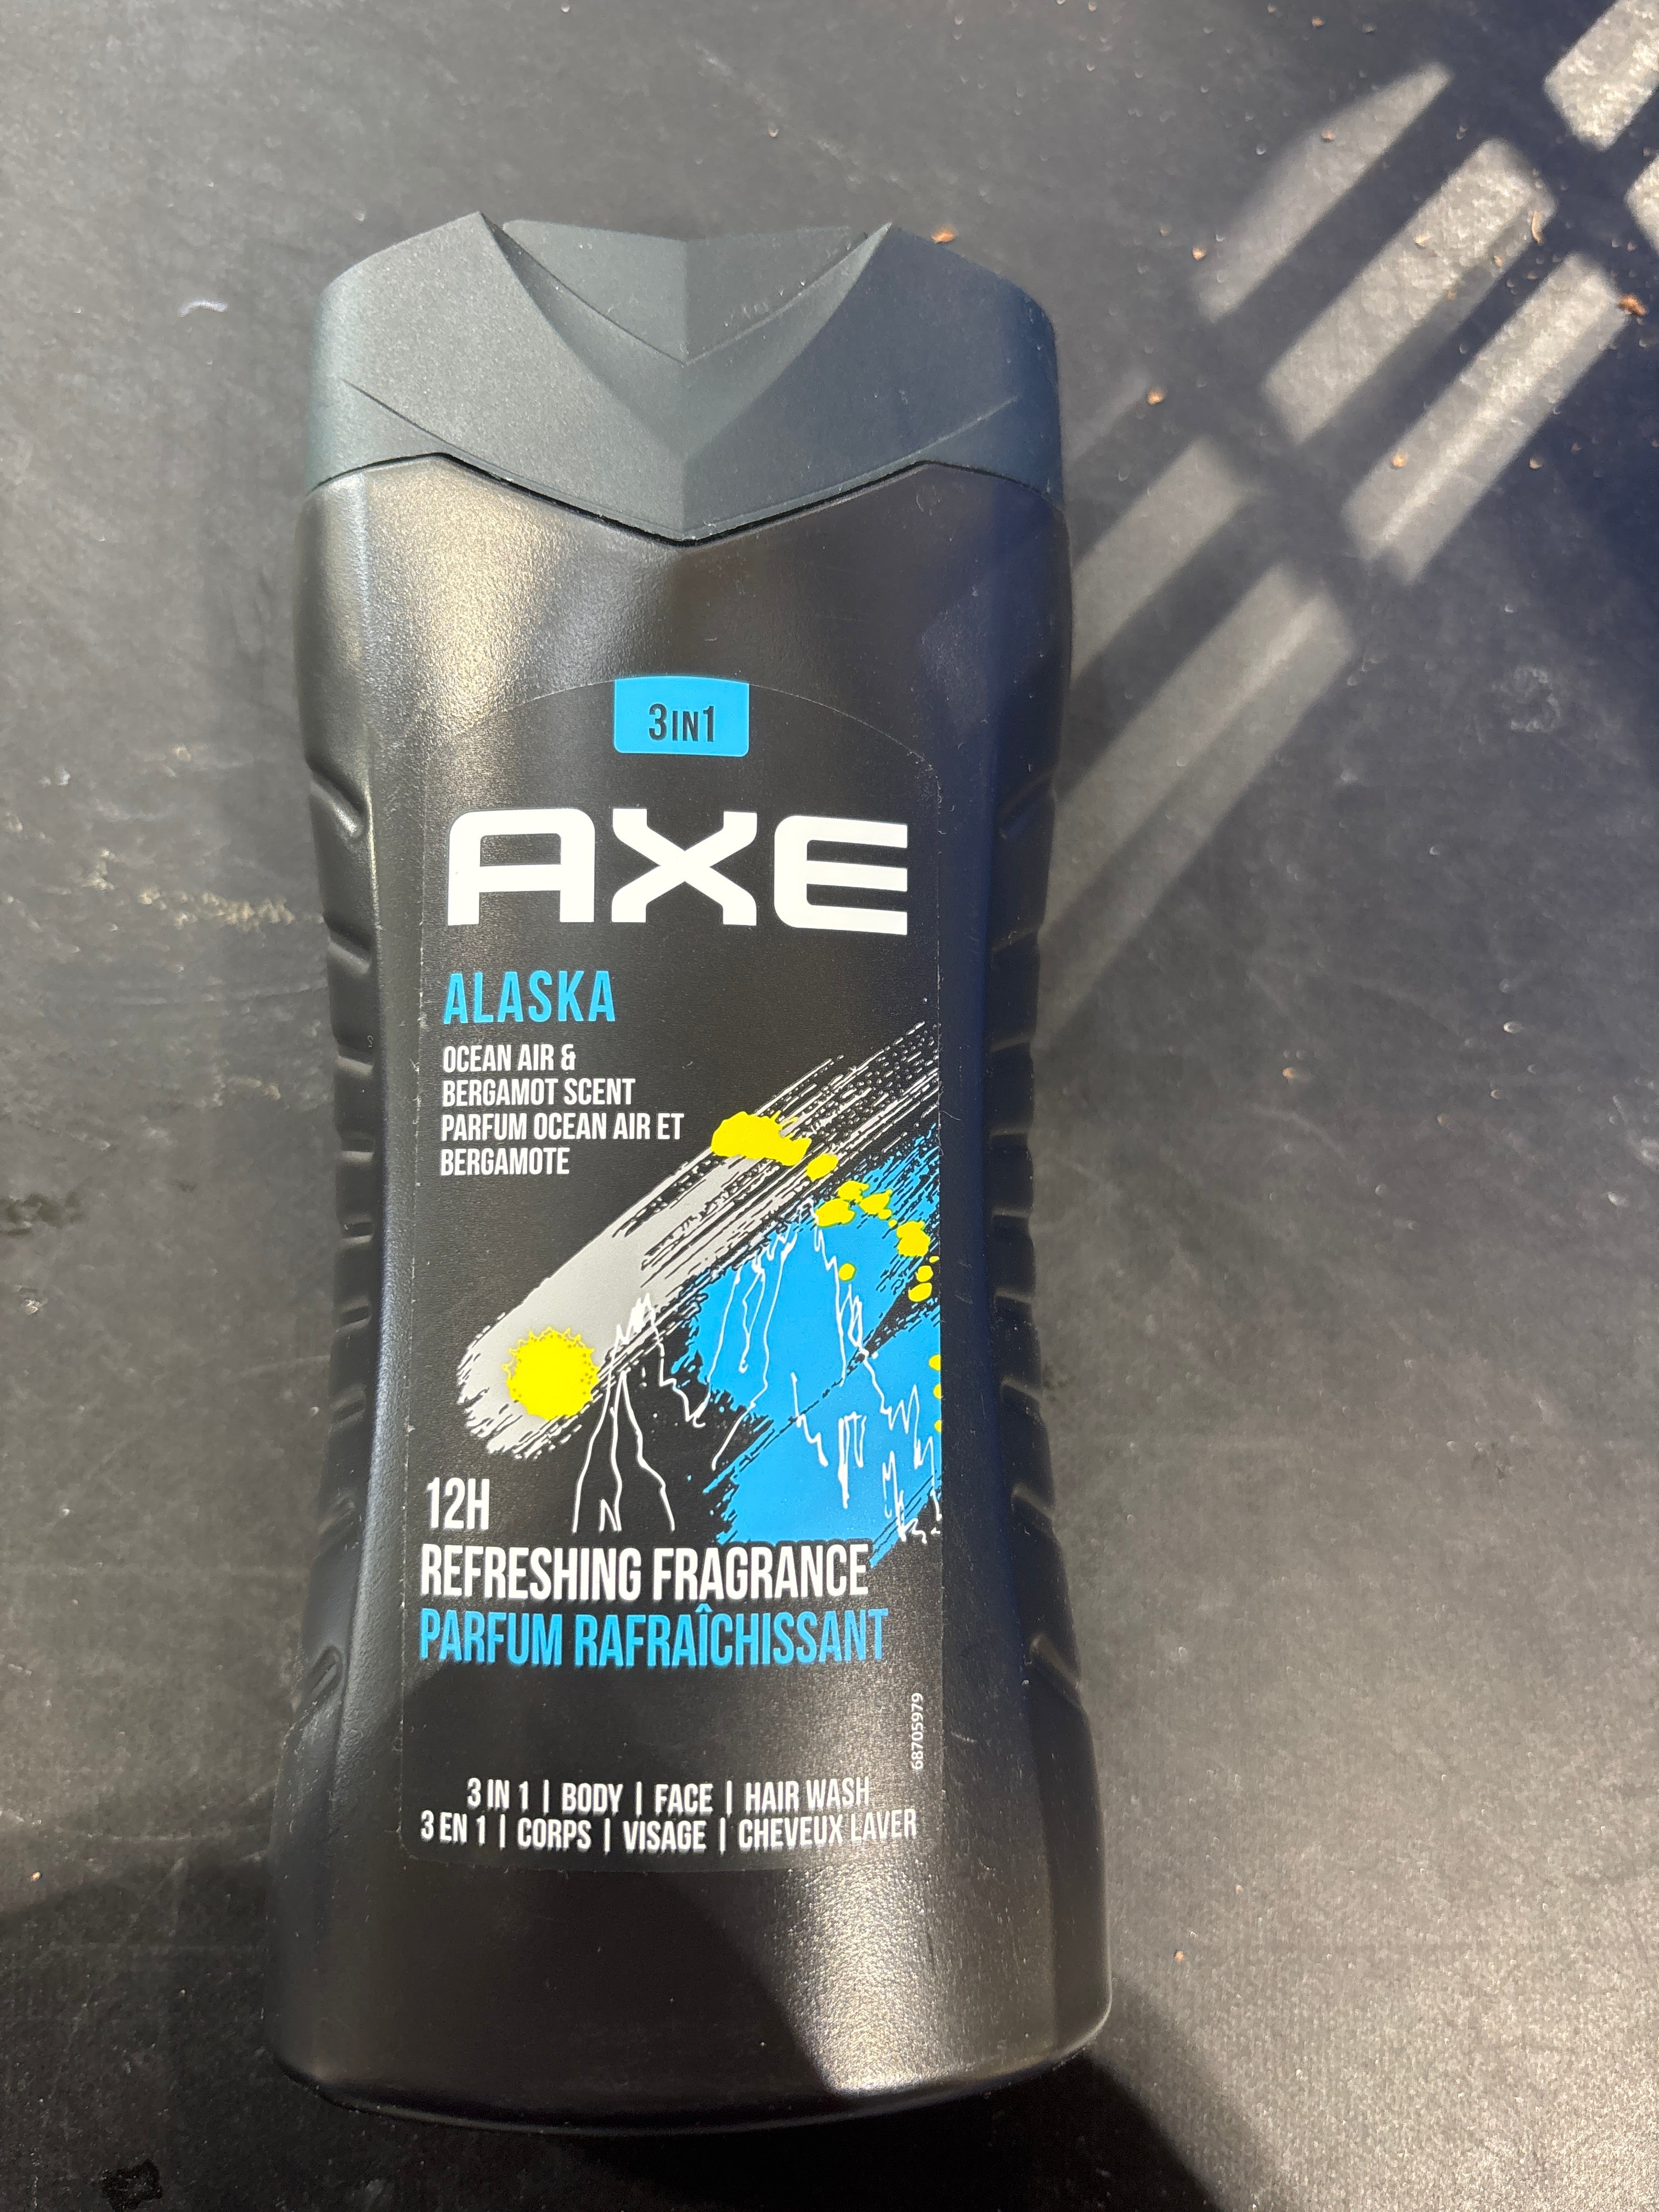 3IN1
AXE
ALASKA
OCEAN AIR &
BERGAMOT SCENT
PARFUM OCEAN AIR ET
BERGAMOTE
12H
REFRESHING FRAGRANCE
PARFUM RAFRAÎCHISSANT
68705979
3 IN 1 | BODY | FACE | HAIR WASH
3 EN 1 | CORPS | VISAGE | CHEVEUX LAVER